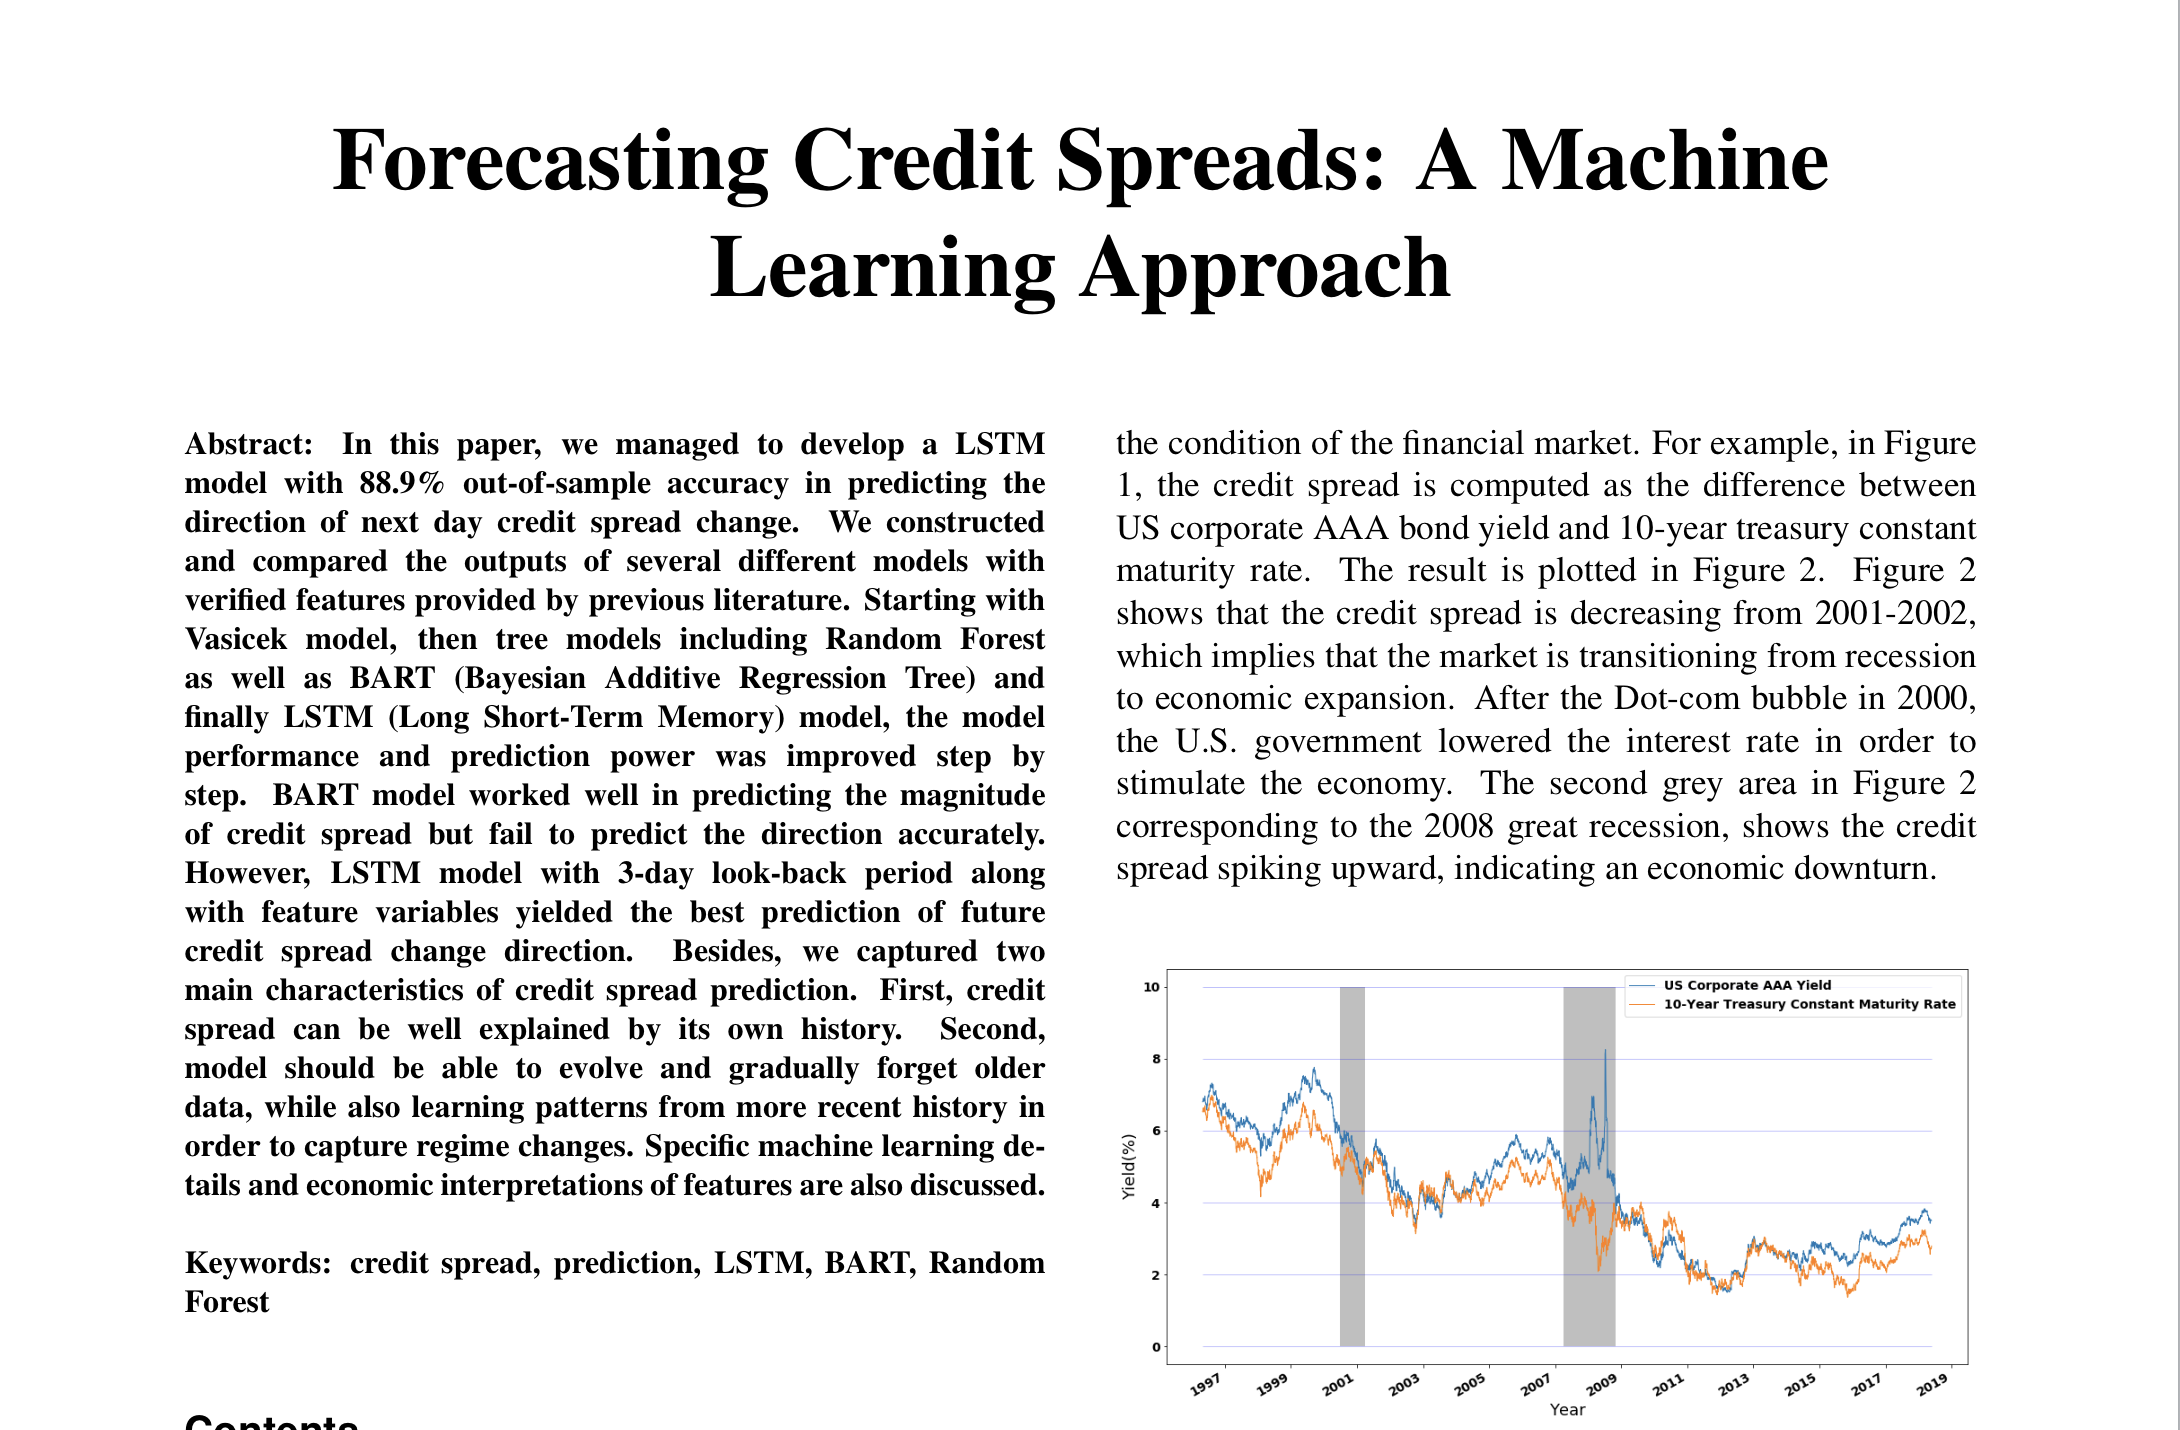 Forecasting Credit Spreads: A Machine
Learning Approach
Abstract: In this paper, we managed to develop a LSTM
model with 88.9% out-of-sample accuracy in predicting the
direction of next day credit spread change. We constructed
and compared the outputs of several different models with
verified features provided by previous literature. Starting with
Vasicek model, then tree models including Random Forest
as well as BART (Bayesian Additive Regression Tree) and
finally LSTM (Long Short-Term Memory) model, the model
performance and prediction power was improved step by
step. BART model worked well in predicting the magnitude
of credit spread but fail to predict the direction accurately.
However, LSTM model with 3-day look-back period along
with feature variables yielded the best prediction of future
credit spread change direction. Besides, we captured two
main characteristics of credit spread prediction. First, credit
spread can be well explained by its own history. Second,
model should be able to evolve and gradually forget older
data, while also learning patterns from more recent history in
order to capture regime changes. Specific machine learning de-
tails and economic interpretations of features are also discussed.
Keywords: credit spread, prediction, LSTM, BART, Random
Forest
Contents
the condition of the financial market. For example, in Figure
1, the credit spread is computed as the difference between
US corporate AAA bond yield and 10-year treasury constant
maturity rate. The result is plotted in Figure 2. Figure 2
shows that the credit spread is decreasing from 2001-2002,
which implies that the market is transitioning from recession
to economic expansion. After the Dot-com bubble in 2000,
the U.S. government lowered the interest rate in order to
stimulate the economy. The second grey area in Figure 2
corresponding to the 2008 great recession, shows the credit
spread spiking upward, indicating an economic downturn.
US Corporate AAA Yield
10-Year Treasury Constant Maturity Rate
10
8
6
4
2
0
Yield(%)
1997 1999 2001 2003 2005 2007 2009 2011 2013 2015 2017 2019
Year